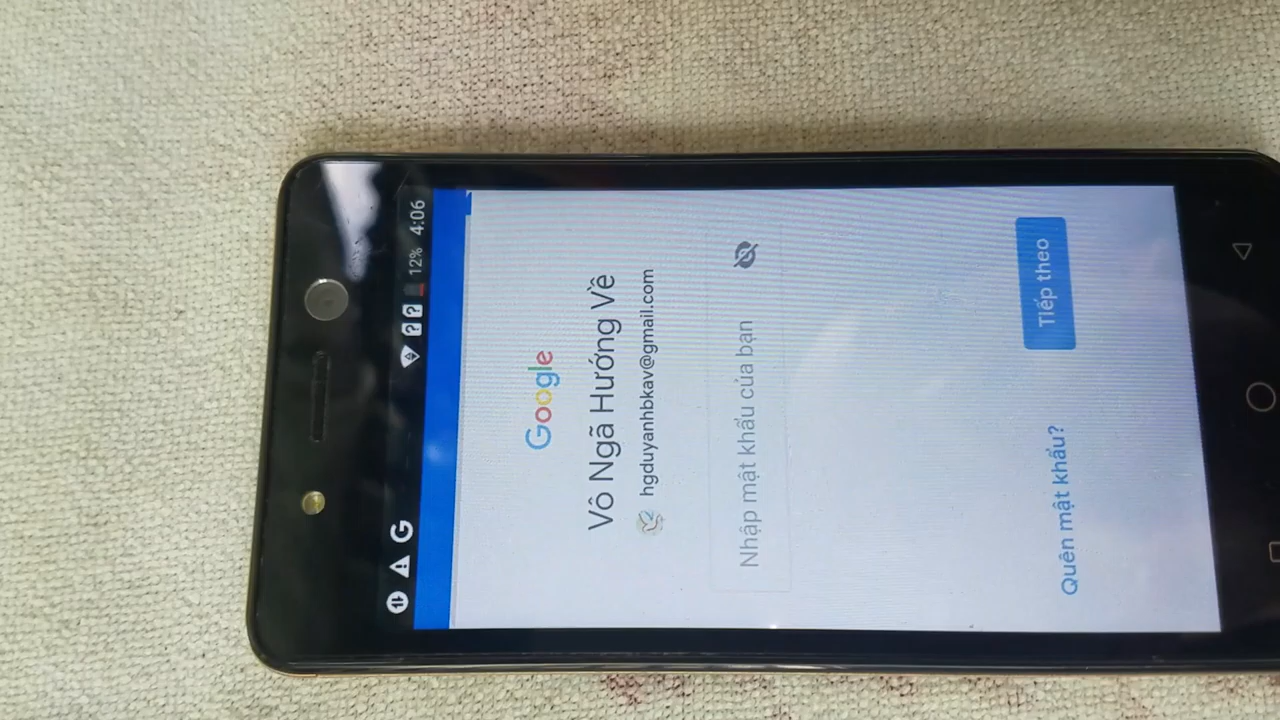 12% 4:06
Google
Vô Ngã Hướng Về
hgduyanhbkav@gmail.com
Nhập mật khẩu của bạn
Quên mật khẩu?
Tiếp theo